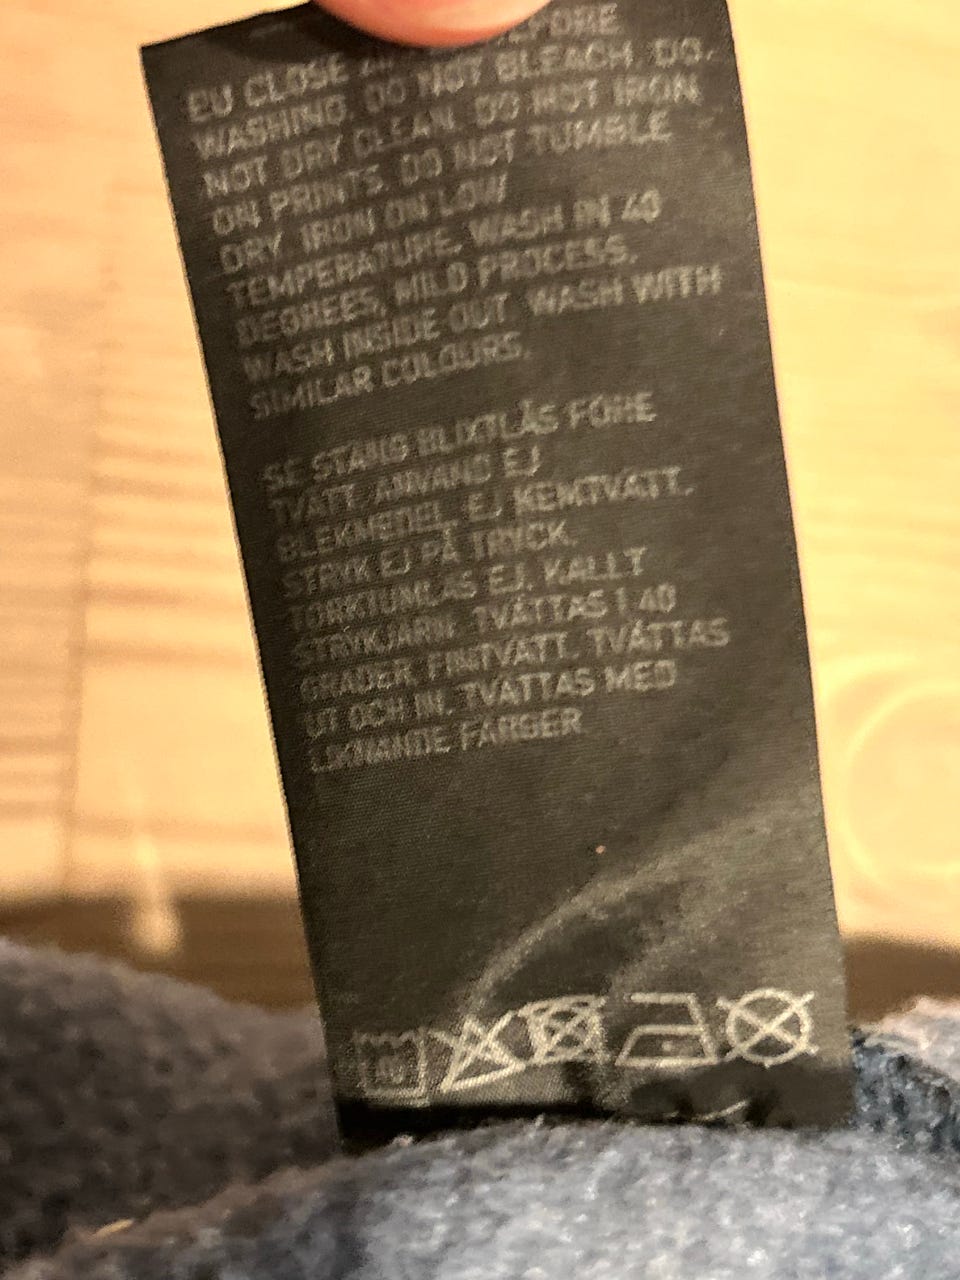 EU CLOSE BEFORE
WASHING. DO NOT BLEACH. DO
NOT DRY CLEAN. DO NOT IRON
ON PRINTS. DO NOT TUMBLE
DRY. IRON ON LOW
TEMPERATURE. WASH IN 40
DEGREES, MILD PROCESS.
WASH INSIDE OUT. WASH WITH
SIMILAR COLOURS.
SE STÄNG BLIXTLÅS FÖRE
TVÄTT. ANVÄND EJ
BLEKMEDEL. EJ KEMTVÄTT.
STRYK EJ PÅ TRYCK.
TORKTUMLAS EJ. KALLT
STRYKJÄRN. TVÄTTAS I 40
GRADER, FINTVÄTT. TVÄTTAS
UT OCH IN. TVÄTTAS MED
LIKNANDE FÄRGER.
40